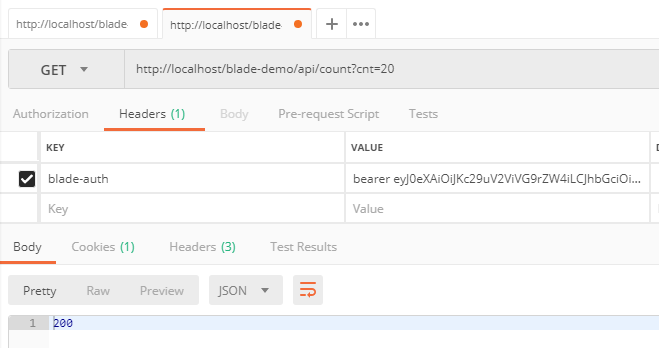 http://localhost/blade
http://localhost/blade
GET http://localhost/blade-demo/api/count?cnt=20
Authorization Headers (1) Body Pre-request Script Tests
KEY VALUE D
blade-auth bearer eyJ0eXAiOiJKc29uV2ViVG9rZW4iLCJhbGciOi...
Key Value
Body Cookies (1) Headers (3) Test Results
Pretty Raw Preview JSON
1 200